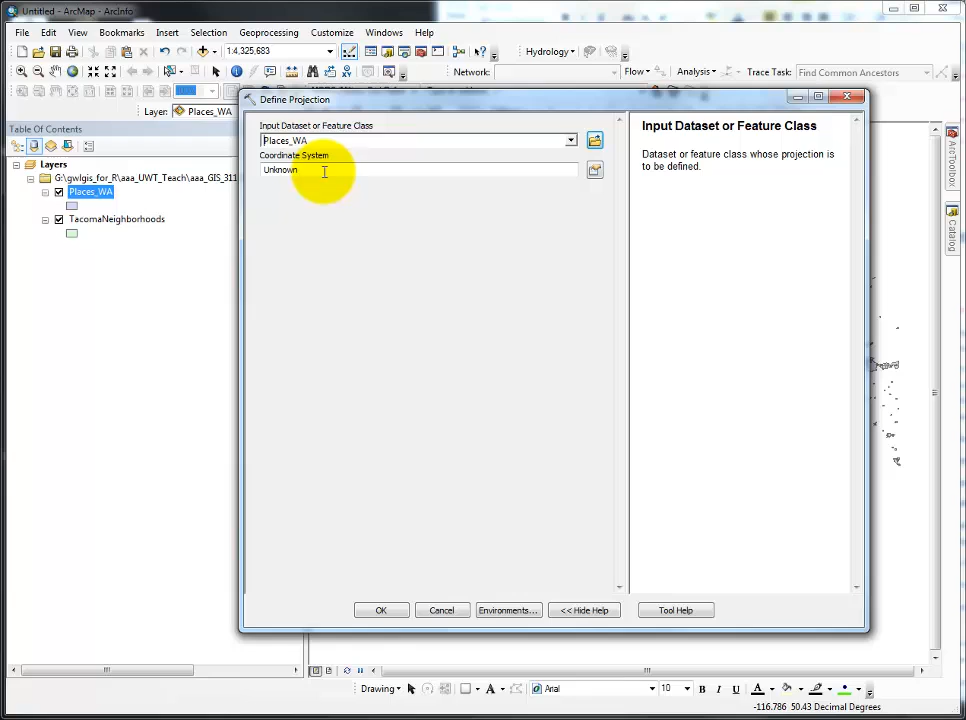 Untitled - ArcMap - ArcInfo
File Edit View Bookmarks Insert Selection Geoprocessing Customize Windows Help
1:4,325,683
Hydrology
Network:
Flow
Analysis
Trace Task:
Find Common Ancestors
Layer:
Places_WA
Table Of Contents
Layers
G:\gwlgis_for_R\aaa_UWT_Teach\aaa_GIS_311
Places_WA
TacomaNeighborhoods
Define Projection
Input Dataset or Feature Class
Places_WA
Coordinate System
Unknown
Input Dataset or Feature Class
Dataset or feature class whose projection is
to be defined.
OK
Cancel
Environments...
<< Hide Help
Tool Help
ArcToolbox
Catalog
Drawing
A
Arial
10
B I U A
-116.786 50.43 Decimal Degrees